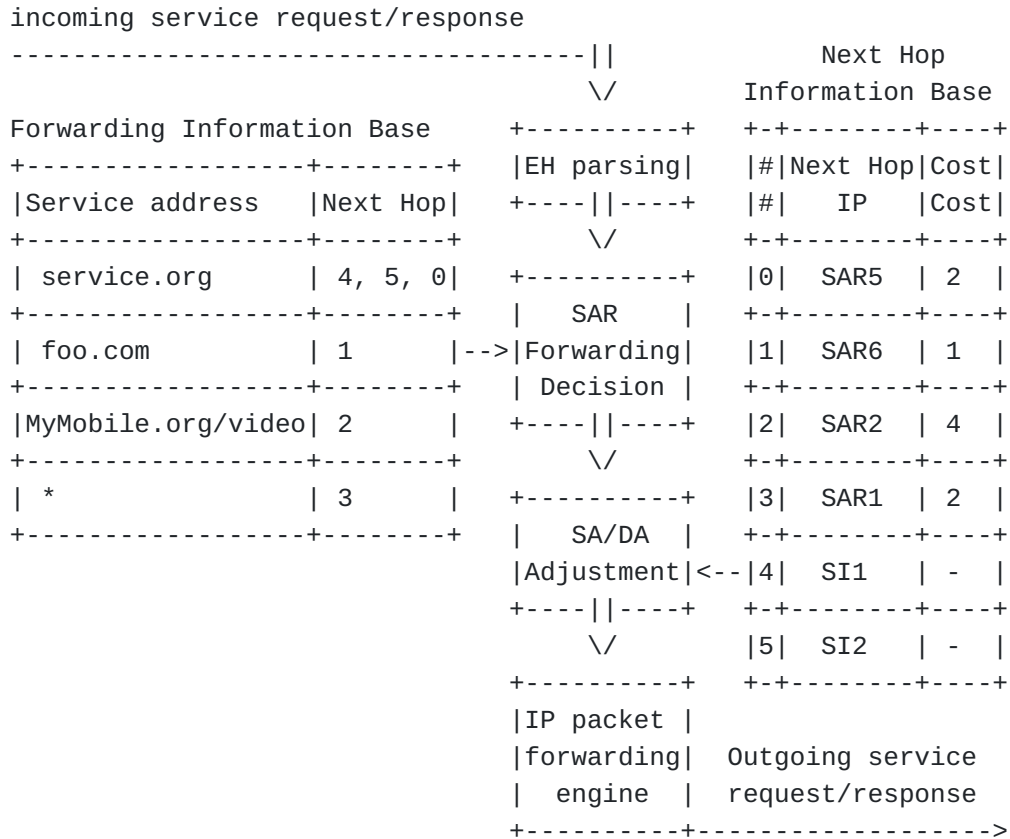 incoming service request/response
-------------------------------------||             Next Hop
                                     \/        Information Base
Forwarding Information Base     +----------+   +-+--------+----+
+------------------+--------+   |EH parsing|   |#|Next Hop|Cost|
|Service address   |Next Hop|   +----||----+   |#|   IP   |Cost|
+------------------+--------+        \/        +-+--------+----+
| service.org      | 4, 5, 0|   +----------+   |0|  SAR5  | 2  |
+------------------+--------+   |   SAR    |   +-+--------+----+
| foo.com          | 1      |-->|Forwarding|   |1|  SAR6  | 1  |
+------------------+--------+   | Decision |   +-+--------+----+
|MyMobile.org/video| 2      |   +----||----+   |2|  SAR2  | 4  |
+------------------+--------+        \/        +-+--------+----+
| *                | 3      |   +----------+   |3|  SAR1  | 2  |
+------------------+--------+   |   SA/DA  |   +-+--------+----+
                                |Adjustment|<--|4|  SI1   | -  |
                                +----||----+   +-+--------+----+
                                     \/        |5|  SI2   | -  |
                                +----------+   +-+--------+----+
                                |IP packet |
                                |forwarding|  Outgoing service
                                |  engine  |  request/response
                                +----------+------------------->